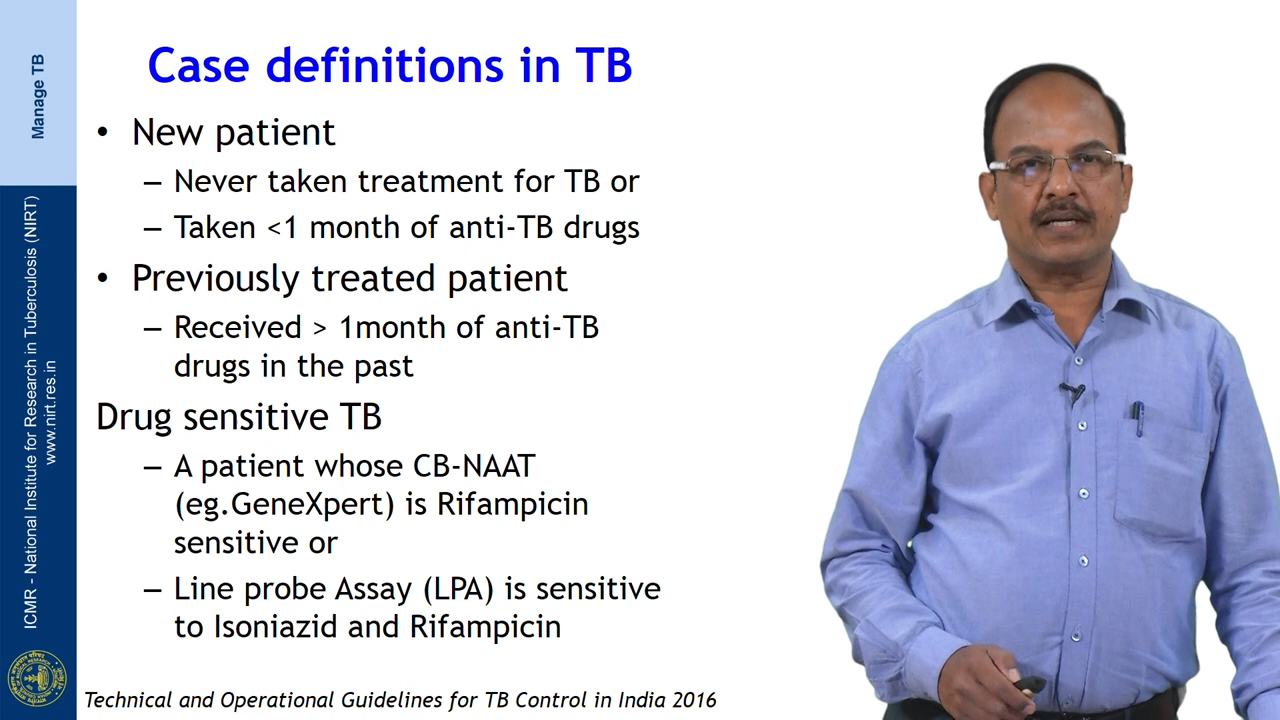 Manage TB
ICMR - National Institute for Research in Tuberculosis (NIRT)
www.nirt.res.in
Case definitions in TB
• New patient
– Never taken treatment for TB or
– Taken <1 month of anti-TB drugs
• Previously treated patient
– Received > 1month of anti-TB
drugs in the past
Drug sensitive TB
– A patient whose CB-NAAT
(eg.GeneXpert) is Rifampicin
sensitive or
– Line probe Assay (LPA) is sensitive
to Isoniazid and Rifampicin
Technical and Operational Guidelines for TB Control in India 2016